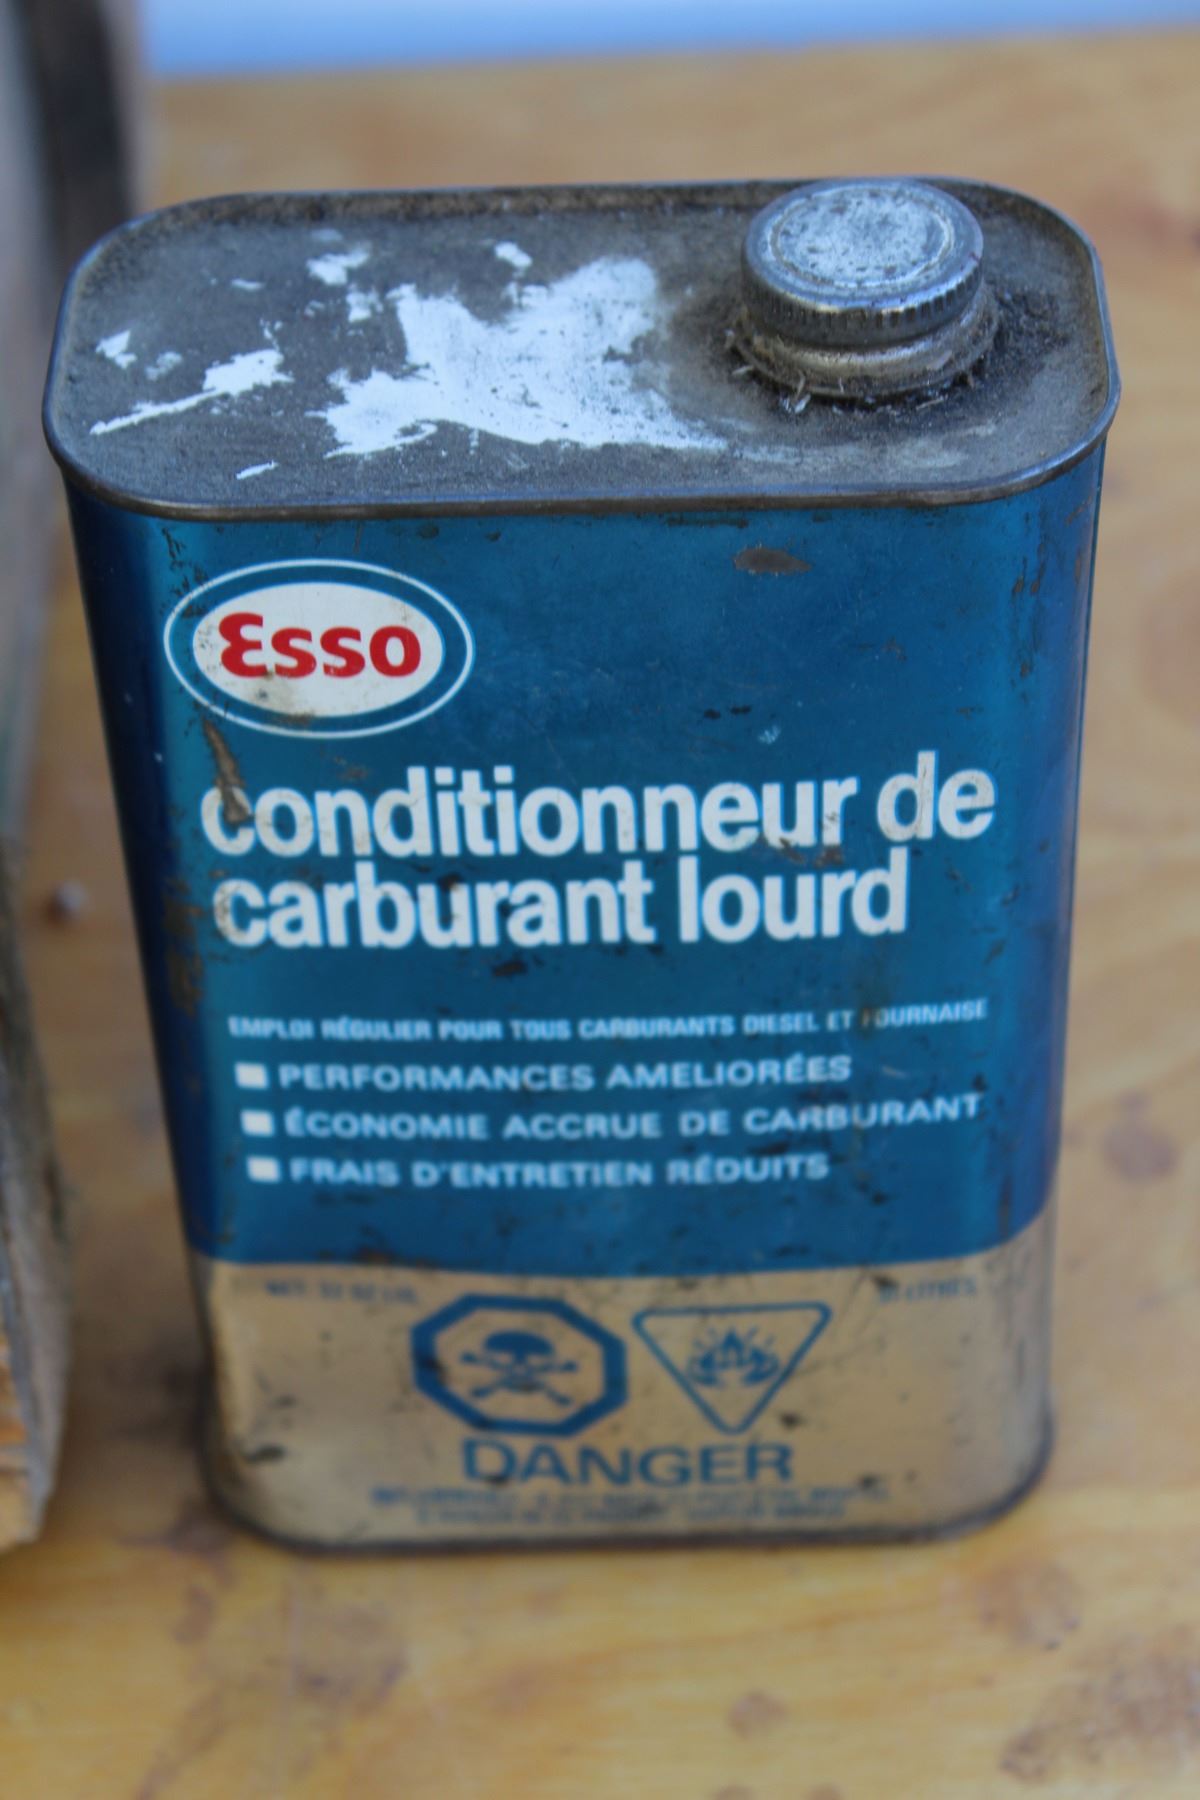 Esso
conditionneur de
carburant lourd
EMPLOI RÉGULIER POUR TOUS CARBURANTS DIESEL ET FOURNAISE
PERFORMANCES AMELIORÉES
ÉCONOMIE ACCRUE DE CARBURANT
FRAIS D'ENTRETIEN RÉDUITS
DANGER